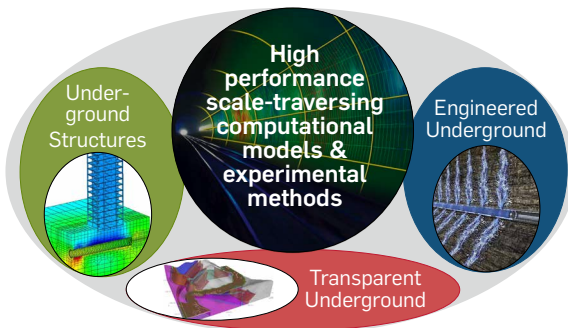 High
performance
scale-traversing
computational
models &
experimental
methods
Under-
ground
Structures
Engineered
Underground
Transparent
Underground